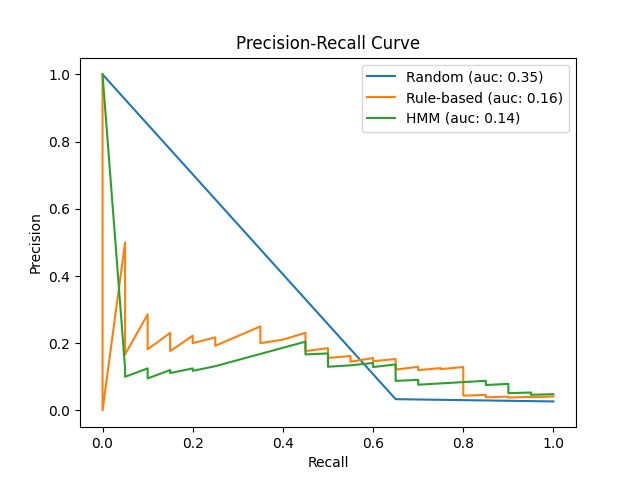 Precision-Recall Curve
Random (auc: 0.35)
Rule-based (auc: 0.16)
HMM (auc: 0.14)
Precision
1.0
0.8
0.6
0.4
0.2
0.0
0.0 0.2 0.4 0.6 0.8 1.0
Recall